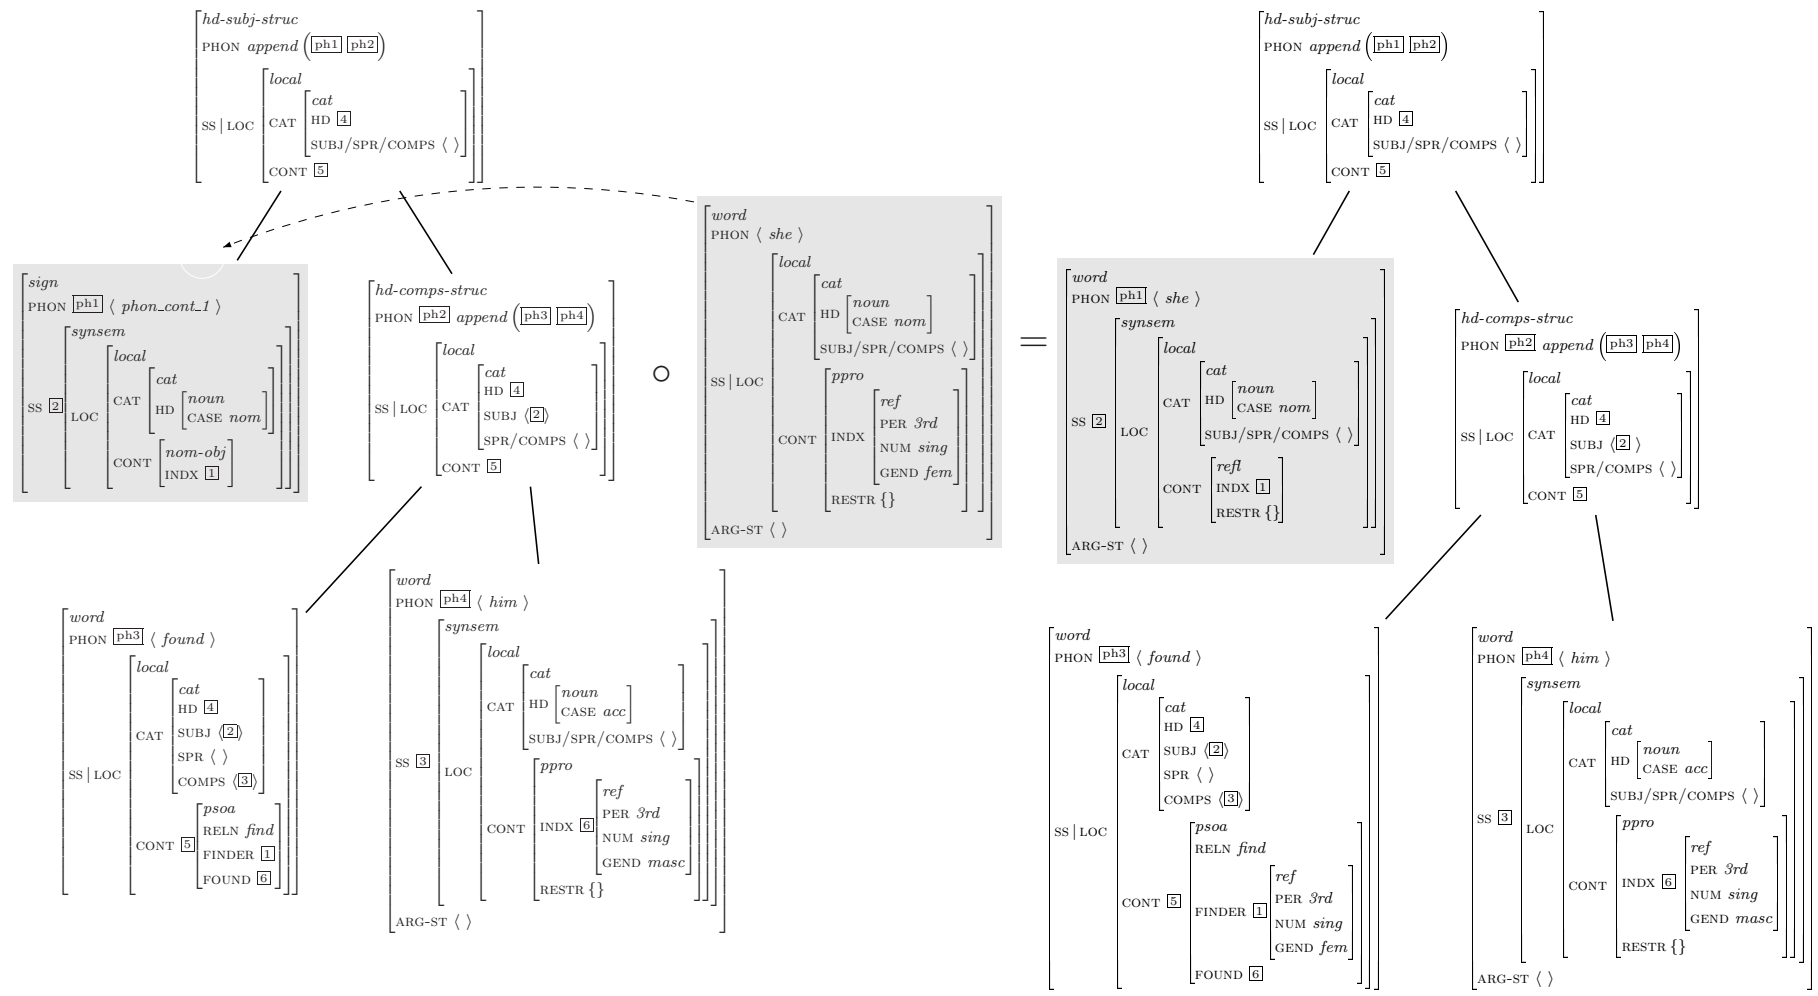 hd-subj-struc
PHON append ( ph1 ph2 )
SS | LOC
local
CAT
cat
HD 4
SUBJ/SPR/COMPS ⟨ ⟩
CONT 5
sign
PHON ph1 ⟨ phon_cont_1 ⟩
SS 2
synsem
LOC
local
CAT
cat
HD
noun
CASE nom
CONT
nom-obj
INDX 1
hd-comps-struc
PHON ph2 append ( ph3 ph4 )
SS | LOC
local
CAT
cat
HD 4
SUBJ ⟨ 2 ⟩
SPR/COMPS ⟨ ⟩
CONT 5
word
PHON ph3 ⟨ found ⟩
SS | LOC
local
CAT
cat
HD 4
SUBJ ⟨ 2 ⟩
SPR ⟨ ⟩
COMPS ⟨ 3 ⟩
CONT 5
psoa
RELN find
FINDER 1
FOUND 6
word
PHON ph4 ⟨ him ⟩
SS 3
synsem
LOC
local
CAT
cat
HD
noun
CASE acc
SUBJ/SPR/COMPS ⟨ ⟩
CONT
ppro
INDX 6
ref
PER 3rd
NUM sing
GEND masc
RESTR {}
ARG-ST ⟨ ⟩
∘
word
PHON ⟨ she ⟩
SS | LOC
local
CAT
cat
HD
noun
CASE nom
SUBJ/SPR/COMPS ⟨ ⟩
CONT
ppro
INDX
ref
PER 3rd
NUM sing
GEND fem
RESTR {}
ARG-ST ⟨ ⟩
=
hd-subj-struc
PHON append ( ph1 ph2 )
SS | LOC
local
CAT
cat
HD 4
SUBJ/SPR/COMPS ⟨ ⟩
CONT 5
word
PHON ph1 ⟨ she ⟩
SS 2
synsem
LOC
local
CAT
cat
HD
noun
CASE nom
SUBJ/SPR/COMPS ⟨ ⟩
CONT
refl
INDX 1
RESTR {}
ARG-ST ⟨ ⟩
hd-comps-struc
PHON ph2 append ( ph3 ph4 )
SS | LOC
local
CAT
cat
HD 4
SUBJ ⟨ 2 ⟩
SPR/COMPS ⟨ ⟩
CONT 5
word
PHON ph3 ⟨ found ⟩
SS | LOC
local
CAT
cat
HD 4
SUBJ ⟨ 2 ⟩
SPR ⟨ ⟩
COMPS ⟨ 3 ⟩
CONT 5
psoa
RELN find
FINDER 1
ref
PER 3rd
NUM sing
GEND fem
FOUND 6
word
PHON ph4 ⟨ him ⟩
SS 3
synsem
LOC
local
CAT
cat
HD
noun
CASE acc
SUBJ/SPR/COMPS ⟨ ⟩
CONT
ppro
INDX 6
ref
PER 3rd
NUM sing
GEND masc
RESTR {}
ARG-ST ⟨ ⟩